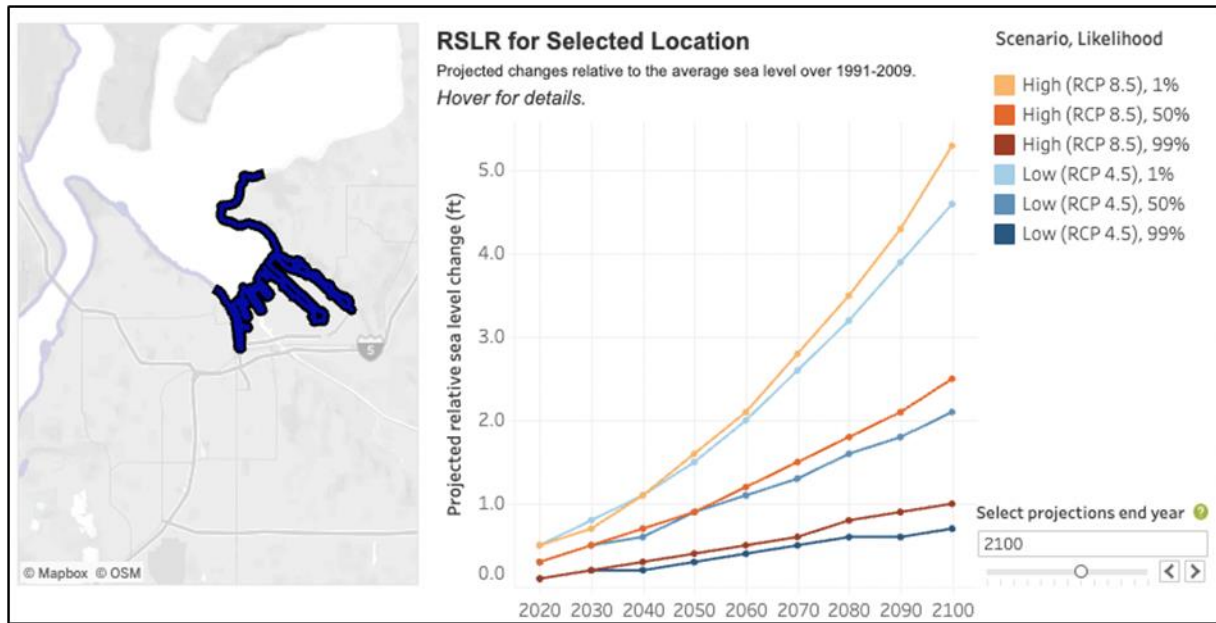 RSLR for Selected Location
Projected changes relative to the average sea level over 1991-2009.
Hover for details.
Scenario, Likelihood
High (RCP 8.5), 1%
High (RCP 8.5), 50%
High (RCP 8.5), 99%
Low (RCP 4.5), 1%
Low (RCP 4.5), 50%
Low (RCP 4.5), 99%
Projected relative sea level change (ft)
5.0
4.0
3.0
2.0
1.0
0.0
2020 2030 2040 2050 2060 2070 2080 2090 2100
Select projections end year ?
2100
< >
5
© Mapbox © OSM